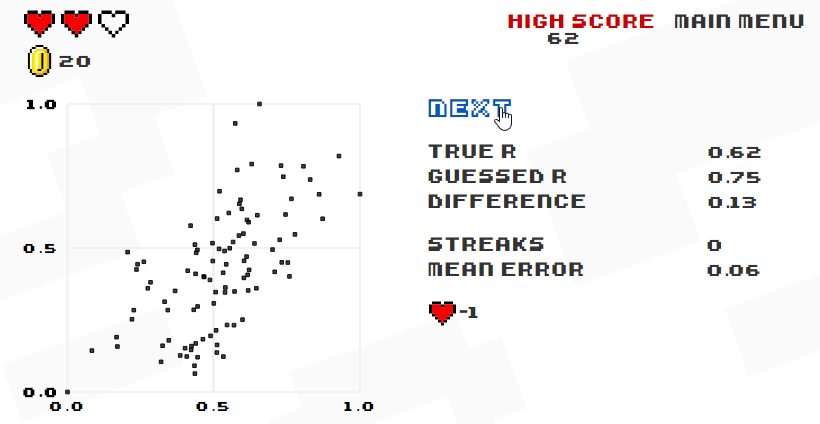 HIGH SCORE MAIN MENU
62
20
NEXT
TRUE R 0.62
GUESSED R 0.75
DIFFERENCE 0.13
STREAKS 0
MEAN ERROR 0.06
-1
1.0
0.5
0.0
0.0 0.5 1.0